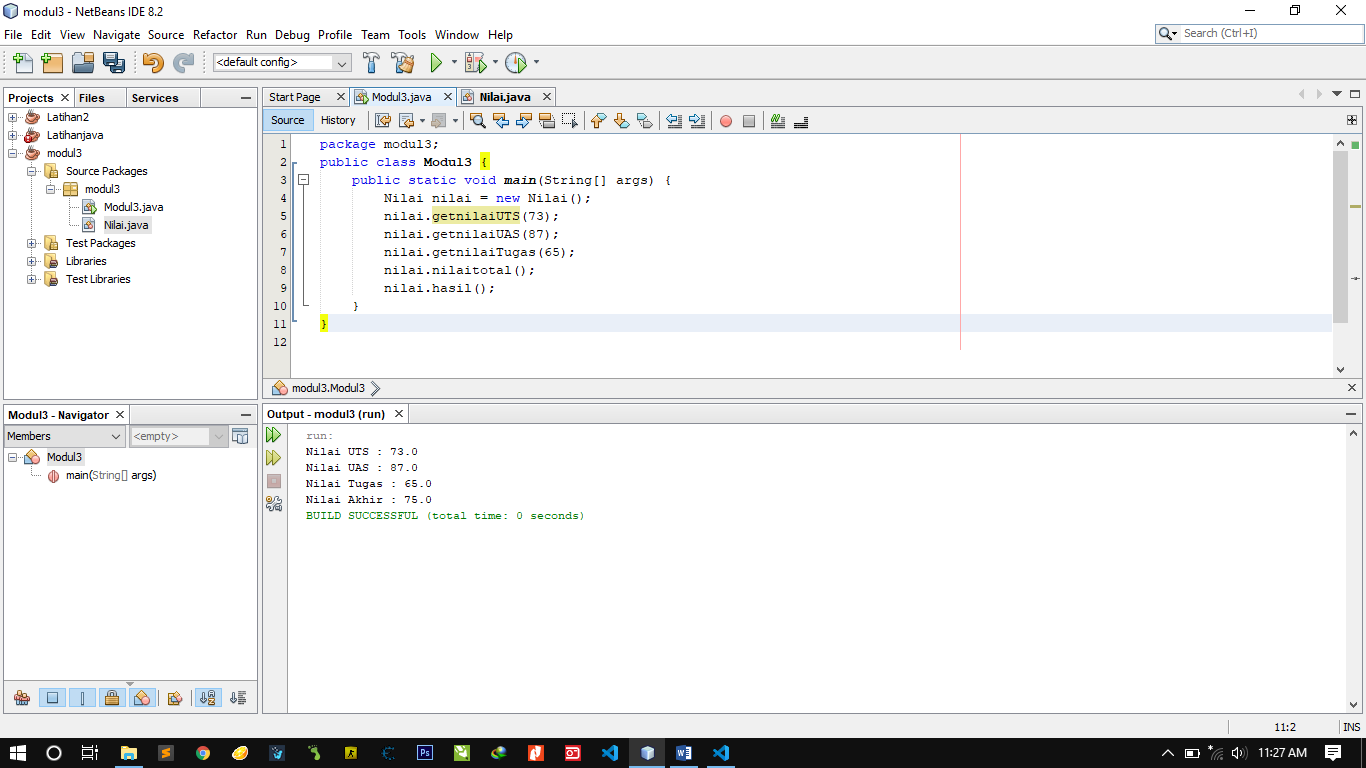 modul3 - NetBeans IDE 8.2
File Edit View Navigate Source Refactor Run Debug Profile Team Tools Window Help
Search (Ctrl+I)
<default config>
Projects
Files
Services
Latihan2
Latihanjava
modul3
Source Packages
modul3
Modul3.java
Nilai.java
Test Packages
Libraries
Test Libraries
Start Page
Modul3.java
Nilai.java
Source
History
1 package modul3;
2 public class Modul3 {
3 public static void main(String[] args) {
4 Nilai nilai = new Nilai();
5 nilai.getnilaiUTS(73);
6 nilai.getnilaiUAS(87);
7 nilai.getnilaiTugas(65);
8 nilai.nilaitotal();
9 nilai.hasil();
10 }
11 }
12
modul3.Modul3
Modul3 - Navigator
Members
<empty>
Modul3
main(String[] args)
Output - modul3 (run)
run:
Nilai UTS : 73.0
Nilai UAS : 87.0
Nilai Tugas : 65.0
Nilai Akhir : 75.0
BUILD SUCCESSFUL (total time: 0 seconds)
11:2
INS
Ps
11:27 AM